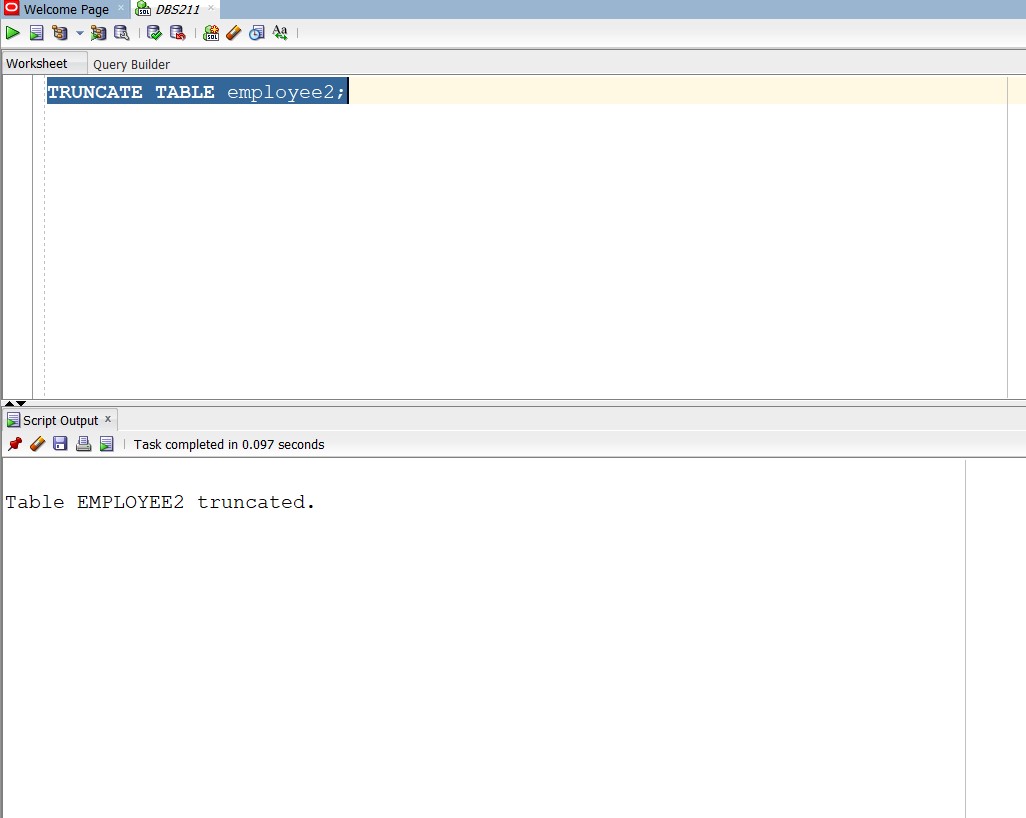 Welcome Page
DBS211
Worksheet
Query Builder
TRUNCATE TABLE employee2;
Script Output
Task completed in 0.097 seconds
Table EMPLOYEE2 truncated.